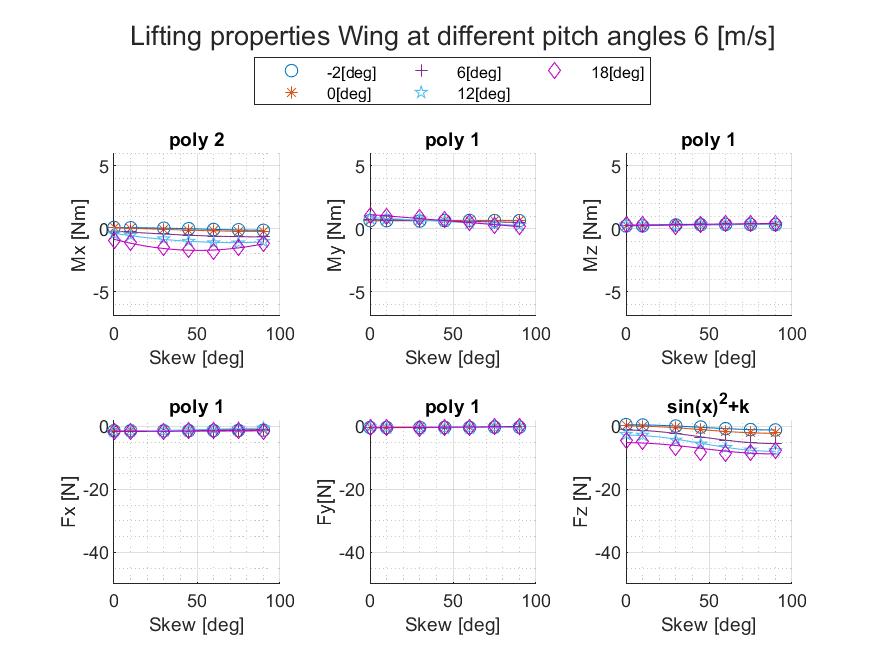 Lifting properties Wing at different pitch angles 6 [m/s]
-2[deg] 6[deg] 18[deg]
0[deg] 12[deg]
poly 2 poly 1 poly 1
5 5 5
0 0 0
-5 -5 -5
Mx [Nm] My [Nm] Mz [Nm]
0 50 100 0 50 100 0 50 100
Skew [deg] Skew [deg] Skew [deg]
poly 1 poly 1 sin(x)²+k
0 0 0
-20 -20 -20
-40 -40 -40
Fx [N] Fy[N] Fz [N]
0 50 100 0 50 100 0 50 100
Skew [deg] Skew [deg] Skew [deg]